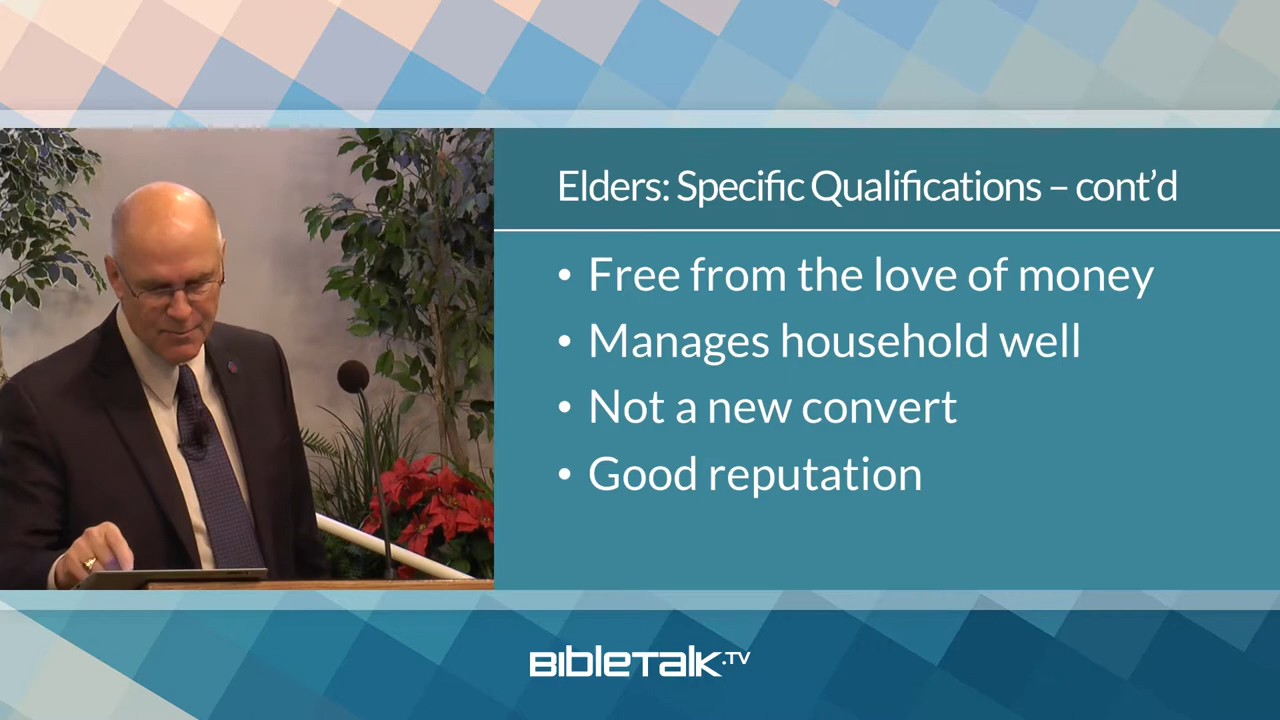 Elders: Specific Qualifications – cont’d
• Free from the love of money
• Manages household well
• Not a new convert
• Good reputation
BIBLETALK.TV